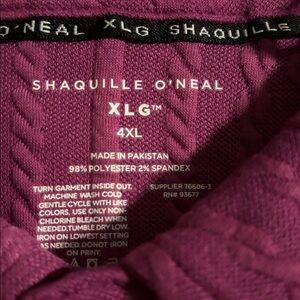 O'NEAL XLG SHAQUILLE
SHAQUILLE O'NEAL
XLG™
4XL
MADE IN PAKISTAN
98% POLYESTER 2% SPANDEX
TURN GARMENT INSIDE OUT.
MACHINE WASH COLD
GENTLE CYCLE WITH LIKE
COLORS, USE ONLY NON-
CHLORINE BLEACH WHEN
NEEDED, TUMBLE DRY LOW.
IRON ON LOWEST SETTING
AS NEEDED. DO NOT IRON
ON PRINT.
SUPPLIER 76606-3
RN# 93677